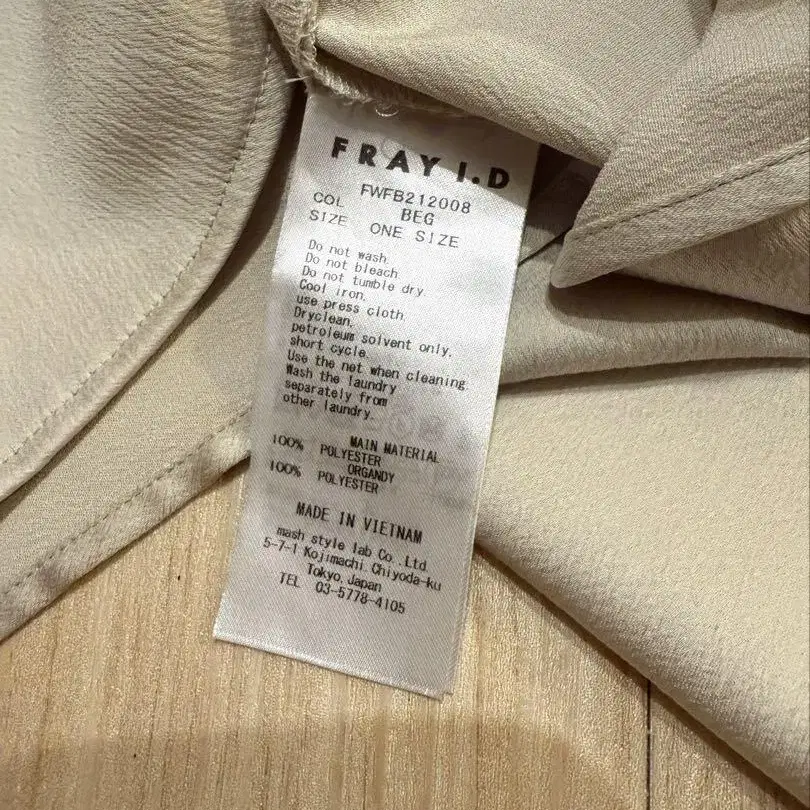 FRAY I.D
FWFB212008
COL BEG
SIZE ONE SIZE
Do not wash.
Do not bleach.
Do not tumble dry.
Cool iron,
use press cloth.
Dryclean,
petroleum solvent only,
short cycle.
Use the net when cleaning.
Wash the laundry
separately from
other laundry.
MAIN MATERIAL
100% POLYESTER
ORGANDY
100% POLYESTER
MADE IN VIETNAM
mash style lab Co.,Ltd.
5-7-1 Kojimachi Chiyoda-ku
Tokyo, Japan
TEL 03-5778-4105